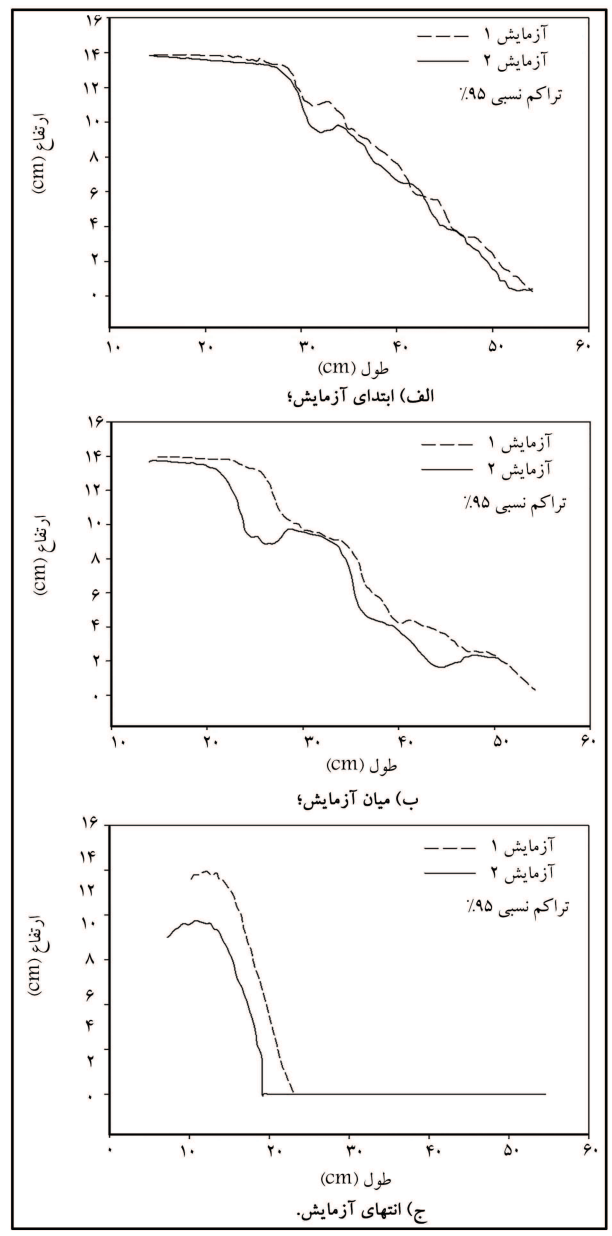 آزمایش ۱
آزمایش ۲
تراکم نسبی ۹۵٪
ارتفاع (cm)
۱۶
۱۴
۱۲
۱۰
۸
۶
۴
۲
۰
۱۰ ۲۰ ۳۰ ۴۰ ۵۰ ۶۰
طول (cm)
الف) ابتدای آزمایش؛
آزمایش ۱
آزمایش ۲
تراکم نسبی ۹۵٪
ارتفاع (cm)
۱۶
۱۴
۱۲
۱۰
۸
۶
۴
۲
۰
۱۰ ۲۰ ۳۰ ۴۰ ۵۰ ۶۰
طول (cm)
ب) میان آزمایش؛
آزمایش ۱
آزمایش ۲
تراکم نسبی ۹۵٪
ارتفاع (cm)
۱۶
۱۴
۱۲
۱۰
۸
۶
۴
۲
۰
۰ ۱۰ ۲۰ ۳۰ ۴۰ ۵۰ ۶۰
طول (cm)
ج) انتهای آزمایش.